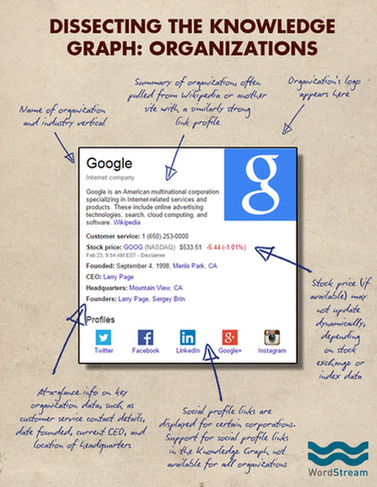 DISSECTING THE KNOWLEDGE
GRAPH: ORGANIZATIONS
Name of organization
and industry vertical
Summary of organization, often
pulled from Wikipedia or another
site with a similarly strong
link profile
Organization's logo
appears here
Google
Internet company
g
Google is an American multinational corporation
specializing in Internet-related services and
products. These include online advertising
technologies, search, cloud computing, and
software. Wikipedia
Customer service: 1 (650) 253-0000
Stock price: GOOG (NASDAQ) $533.51 -5.44 (-1.01%)
Feb 23, 9:54 AM EST - Disclaimer
Founded: September 4, 1998, Menlo Park, CA
CEO: Larry Page
Headquarters: Mountain View, CA
Founders: Larry Page, Sergey Brin
Profiles
Twitter Facebook LinkedIn Google+ Instagram
Stock price (if
available) may
not update
dynamically,
depending
on stock
exchange or
index data
At-a-glance info on key
organization data, such as
customer service contact details,
date founded, current CEO, and
location of headquarters
Social profile links are
displayed for certain corporations.
Support for social profile links
in the Knowledge Graph not
available for all organizations
WordStream